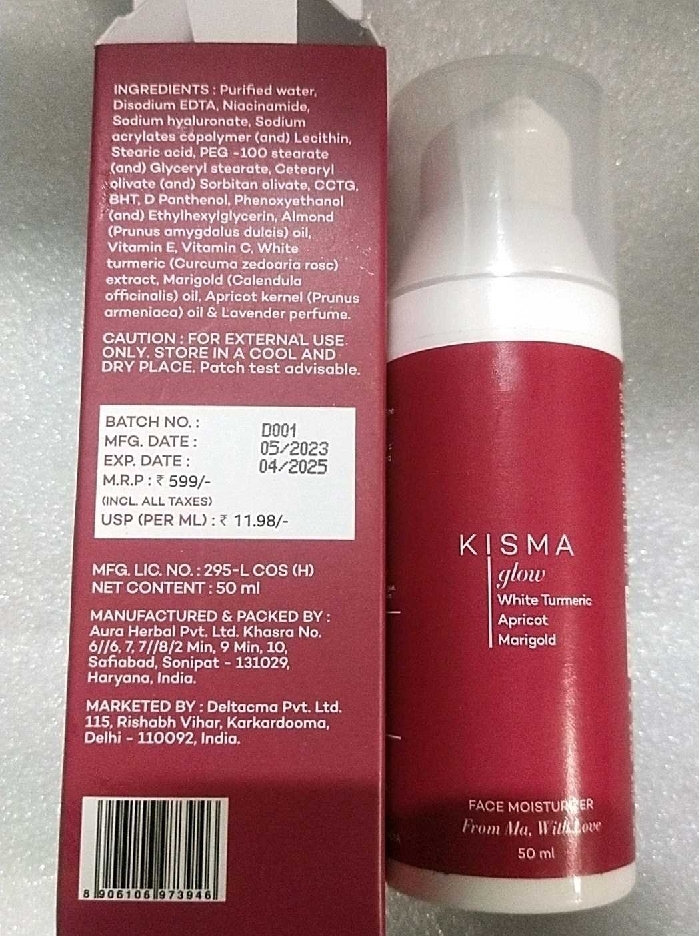 INGREDIENTS : Purified water,
Disodium EDTA, Niacinamide,
Sodium hyaluronate, Sodium
acrylates copolymer (and) Lecithin,
Stearic acid, PEG -100 stearate
(and) Glyceryl stearate, Cetearyl
olivate (and) Sorbitan olivate, CCTG,
BHT, D Panthenol, Phenoxyethanol
(and) Ethylhexylglycerin, Almond
(Prunus amygdalus dulcis) oil,
Vitamin E, Vitamin C, White
turmeric (Curcuma zedoaria rosc)
extract, Marigold (Calendula
officinalis) oil, Apricot kernel (Prunus
armeniaca) oil & Lavender perfume.
CAUTION : FOR EXTERNAL USE
ONLY. STORE IN A COOL AND
DRY PLACE. Patch test advisable.
BATCH NO. : D001
MFG. DATE : 05/2023
EXP. DATE : 04/2025
M.R.P : ₹ 599/-
(INCL. ALL TAXES)
USP (PER ML) : ₹ 11.98/-
MFG. LIC. NO. : 295-L COS (H)
NET CONTENT : 50 ml
MANUFACTURED & PACKED BY :
Aura Herbal Pvt. Ltd. Khasra No.
6//6, 7, 7//8/2 Min, 9 Min, 10,
Safiabad, Sonipat - 131029,
Haryana, India.
MARKETED BY : Deltacma Pvt. Ltd.
115, Rishabh Vihar, Karkardooma,
Delhi - 110092, India.
8 906106 973946
KISMA
glow
White Turmeric
Apricot
Marigold
FACE MOISTURIZER
From Ma, With Love
50 ml